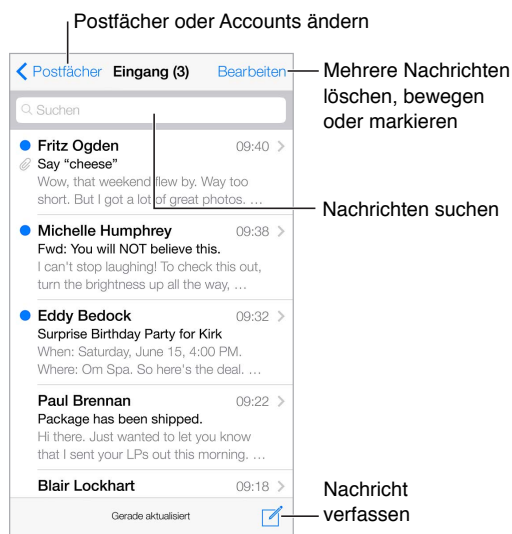 Postfächer oder Accounts ändern
Postfächer Eingang (3) Bearbeiten
Mehrere Nachrichten
löschen, bewegen
oder markieren
Suchen
Fritz Ogden 09:40
Say “cheese”
Wow, that weekend flew by. Way too
short. But I got a lot of great photos. …
Nachrichten suchen
Michelle Humphrey 09:38
Fwd: You will NOT believe this.
I can't stop laughing! To check this out,
turn the brightness up all the way, …
Eddy Bedock 09:32
Surprise Birthday Party for Kirk
When: Saturday, June 15, 4:00 PM.
Where: Om Spa. So here's the deal. …
Paul Brennan 09:22
Package has been shipped.
Hi there. Just wanted to let you know
that I sent your LPs out this morning. …
Blair Lockhart 09:18
Gerade aktualisiert
Nachricht
verfassen